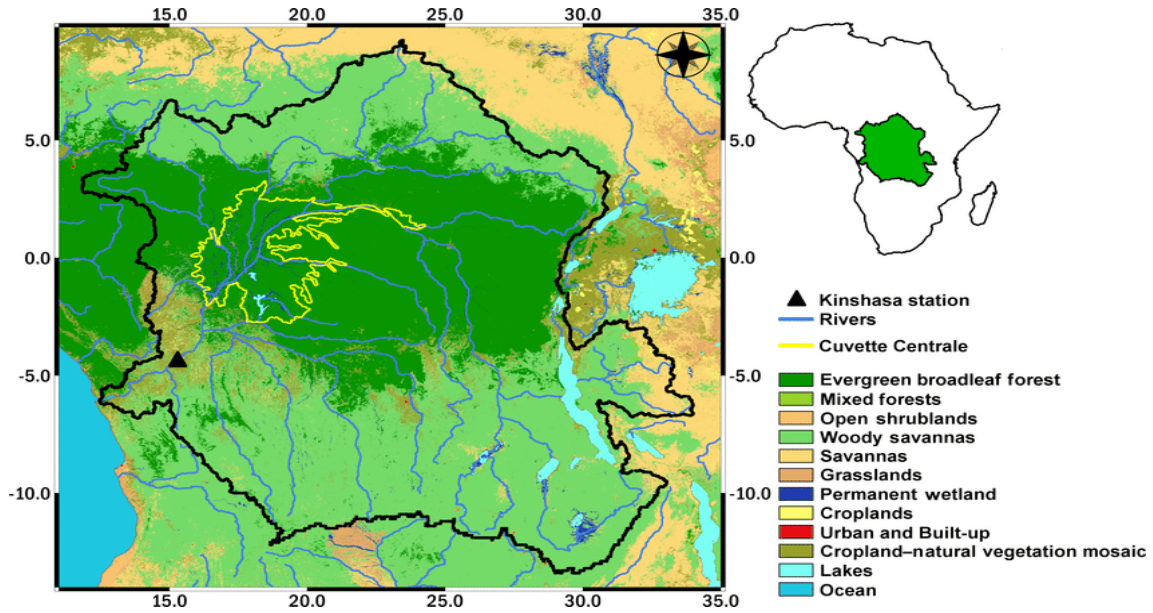 15.0 20.0 25.0 30.0 35.0
5.0 5.0
0.0 0.0
-5.0 -5.0
-10.0 -10.0
15.0 20.0 25.0 30.0 35.0
Kinshasa station
Rivers
Cuvette Centrale
Evergreen broadleaf forest
Mixed forests
Open shrublands
Woody savannas
Savannas
Grasslands
Permanent wetland
Croplands
Urban and Built-up
Cropland–natural vegetation mosaic
Lakes
Ocean